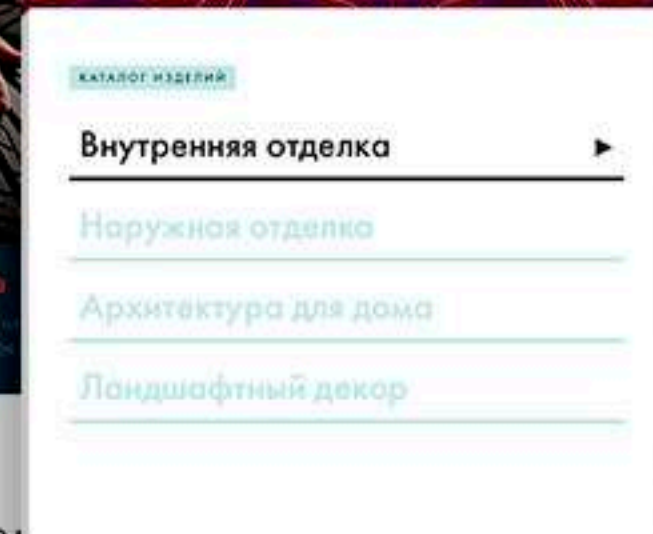 КАТАЛОГ ИЗДЕЛИЙ
Внутренняя отделка
Наружная отделка
Архитектура для дома
Ландшафтный декор